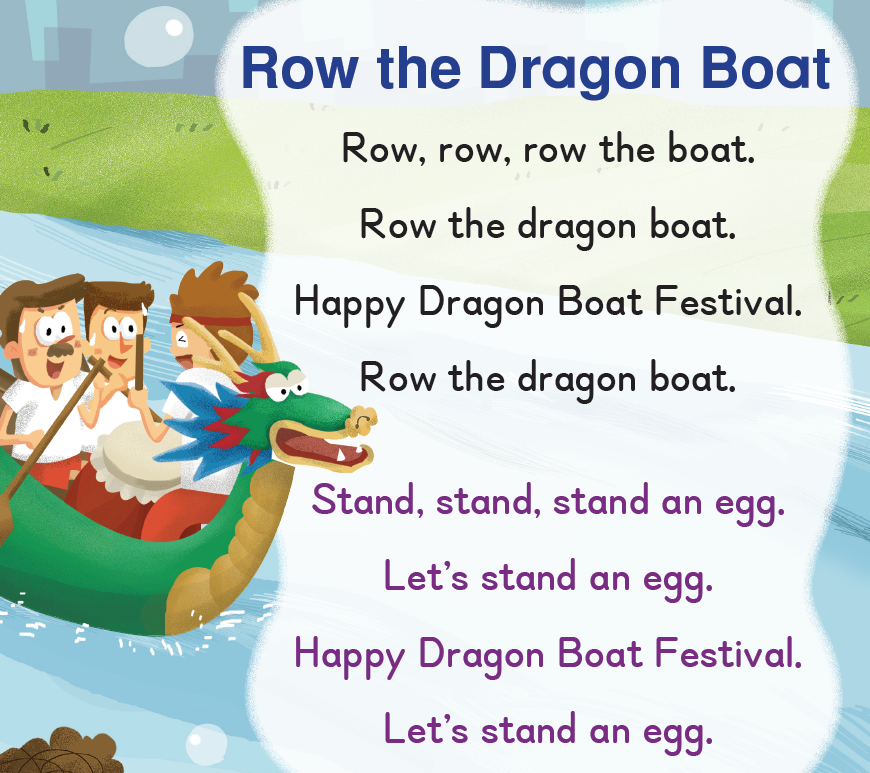 Row the Dragon Boat
Row, row, row the boat.
Row the dragon boat.
Happy Dragon Boat Festival.
Row the dragon boat.
Stand, stand, stand an egg.
Let's stand an egg.
Happy Dragon Boat Festival.
Let's stand an egg.